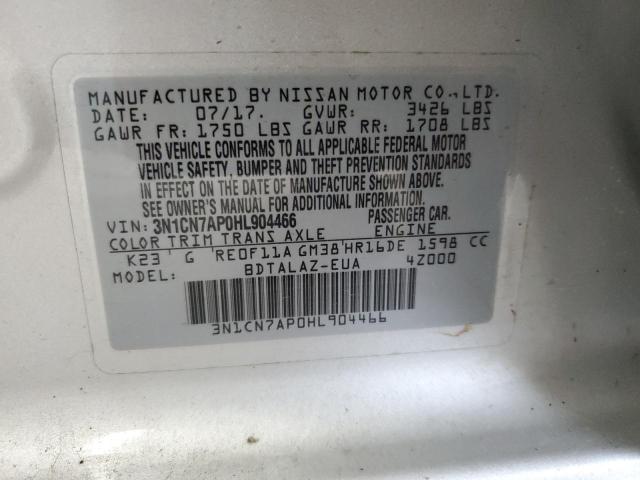 MANUFACTURED BY NISSAN MOTOR CO.,LTD.
DATE: 07/17. GVWR: 3426 LBS
GAWR FR: 1750 LBS GAWR RR: 1708 LBS
THIS VEHICLE CONFORMS TO ALL APPLICABLE FEDERAL MOTOR
VEHICLE SAFETY, BUMPER AND THEFT PREVENTION STANDARDS
IN EFFECT ON THE DATE OF MANUFACTURE SHOWN ABOVE.
SEE OWNER'S MANUAL FOR ADDITIONAL INFORMATION.
VIN: 3N1CN7AP0HL904466 PASSENGER CAR.
COLOR TRIM TRANS AXLE ENGINE
K23 G RE0F11A GM38 HR16DE 1598 CC
MODEL: BDTALAZ-EUA 4Z000
3N1CN7AP0HL904466